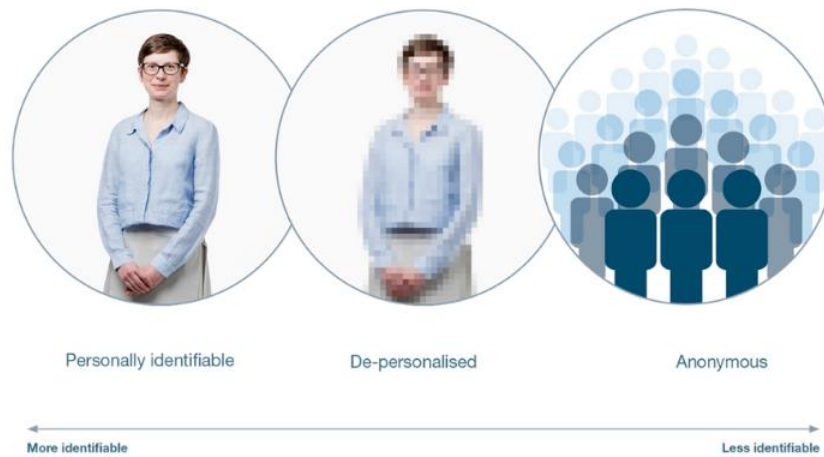 Personally identifiable
De-personalised
Anonymous
More identifiable
Less identifiable